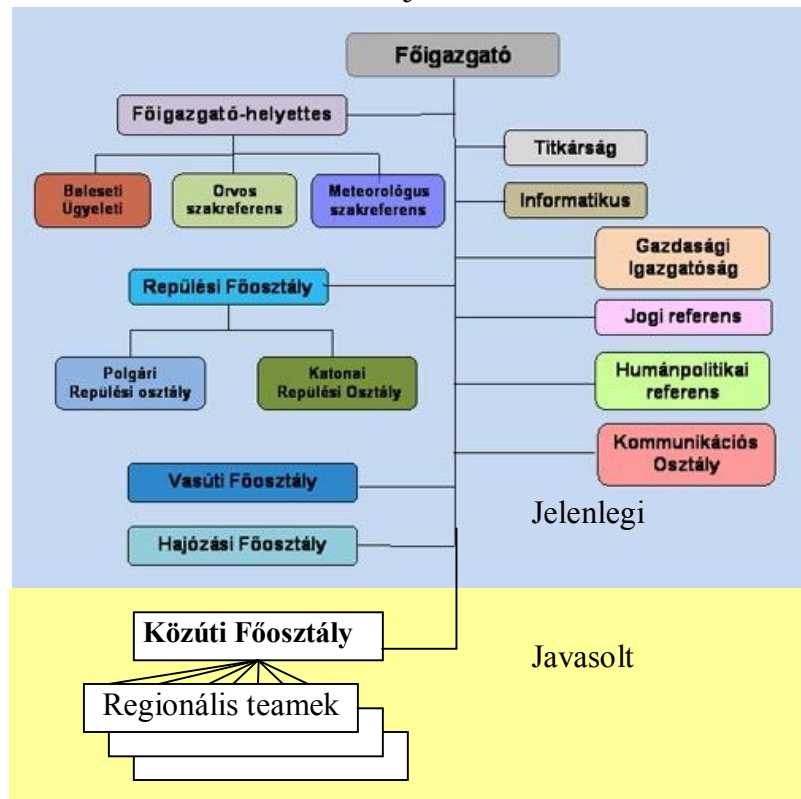 Főigazgató
Főigazgató-helyettes
Titkárság
Baleseti
Ügyeleti
Orvos
szakreferens
Meteorológus
szakreferens
Informatikus
Gazdasági
Igazgatóság
Repülési Főosztály
Jogi referens
Polgári
Repülési osztály
Katonai
Repülési Osztály
Humánpolitikai
referens
Kommunikációs
Osztály
Vasúti Főosztály
Jelenlegi
Hajózási Főosztály
Közúti Főosztály
Javasolt
Regionális teamek